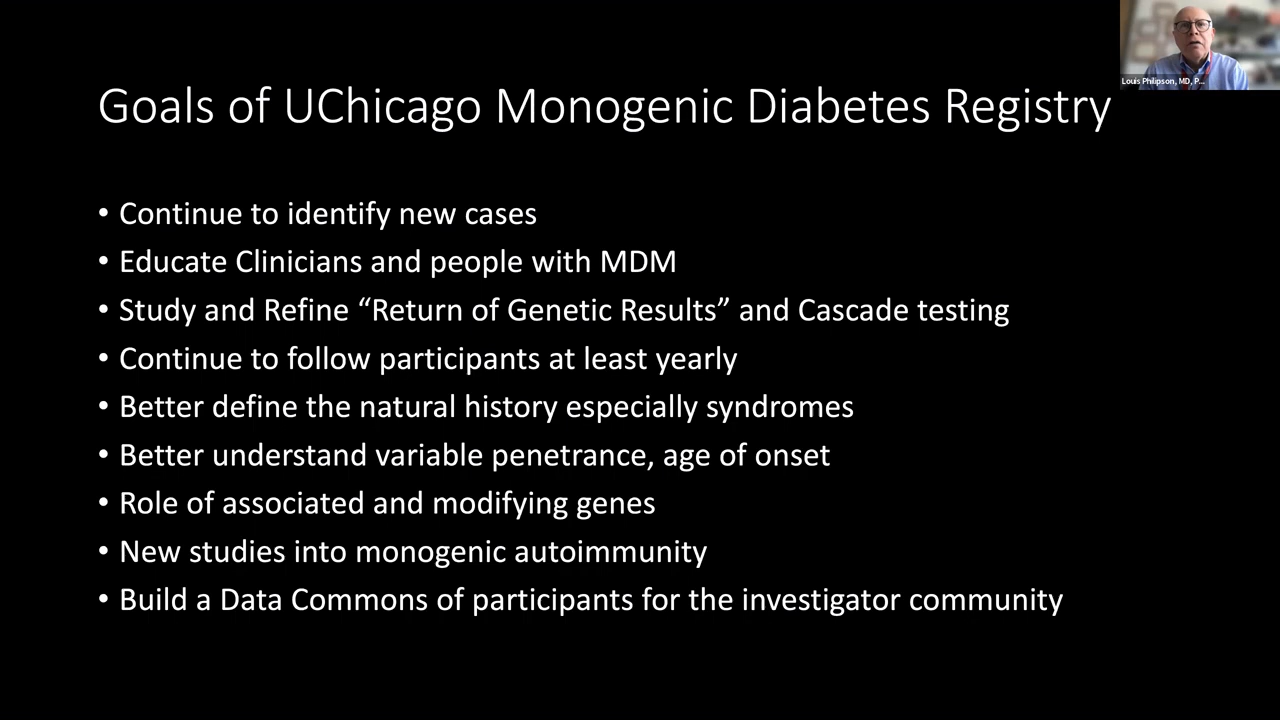 Louis Philipson, MD, P...
Goals of UChicago Monogenic Diabetes Registry
• Continue to identify new cases
• Educate Clinicians and people with MDM
• Study and Refine “Return of Genetic Results” and Cascade testing
• Continue to follow participants at least yearly
• Better define the natural history especially syndromes
• Better understand variable penetrance, age of onset
• Role of associated and modifying genes
• New studies into monogenic autoimmunity
• Build a Data Commons of participants for the investigator community